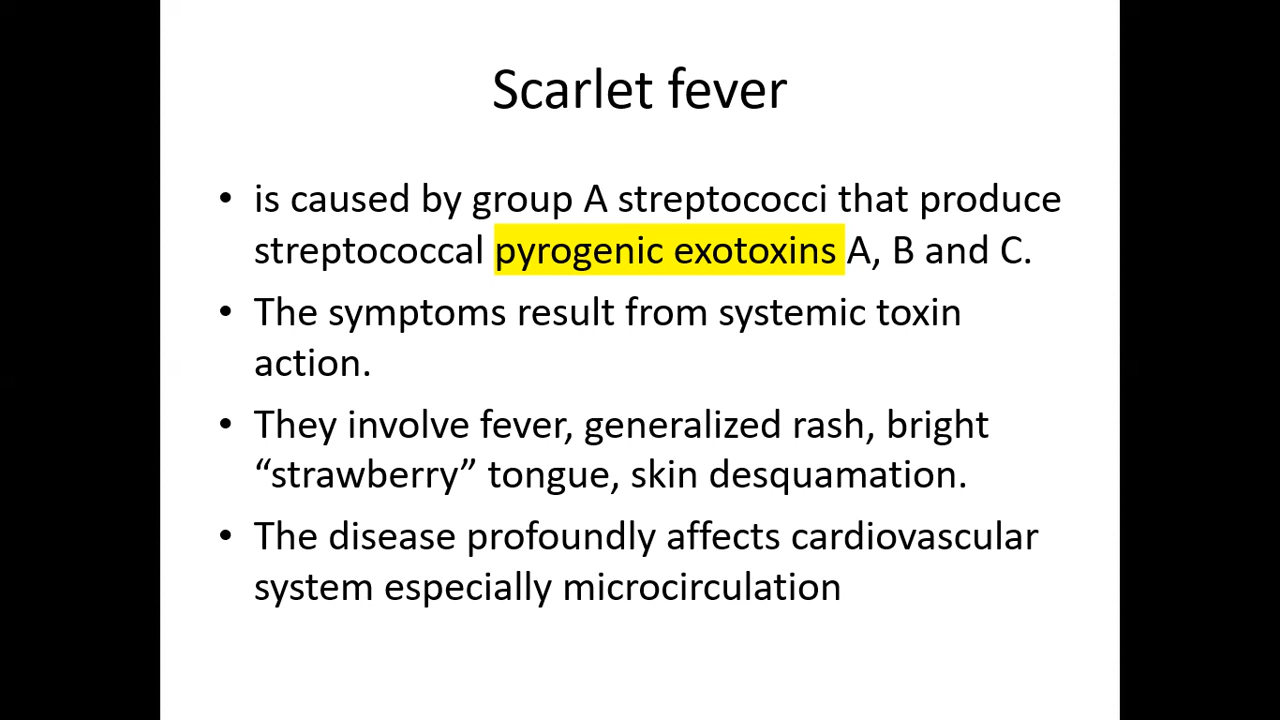 Scarlet fever
• is caused by group A streptococci that produce
streptococcal pyrogenic exotoxins A, B and C.
• The symptoms result from systemic toxin
action.
• They involve fever, generalized rash, bright
“strawberry” tongue, skin desquamation.
• The disease profoundly affects cardiovascular
system especially microcirculation